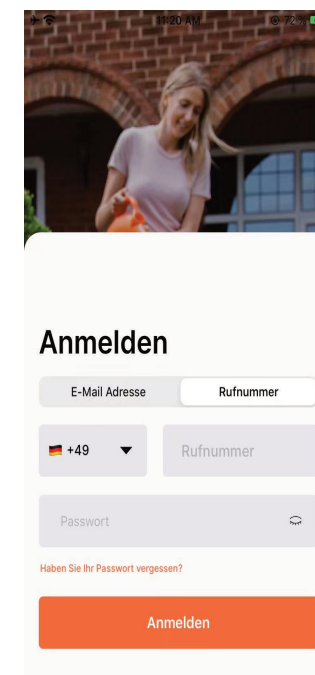 11:20 AM
72 %
Anmelden
E-Mail Adresse
Rufnummer
+49
Rufnummer
Passwort
Haben Sie Ihr Passwort vergessen?
Anmelden